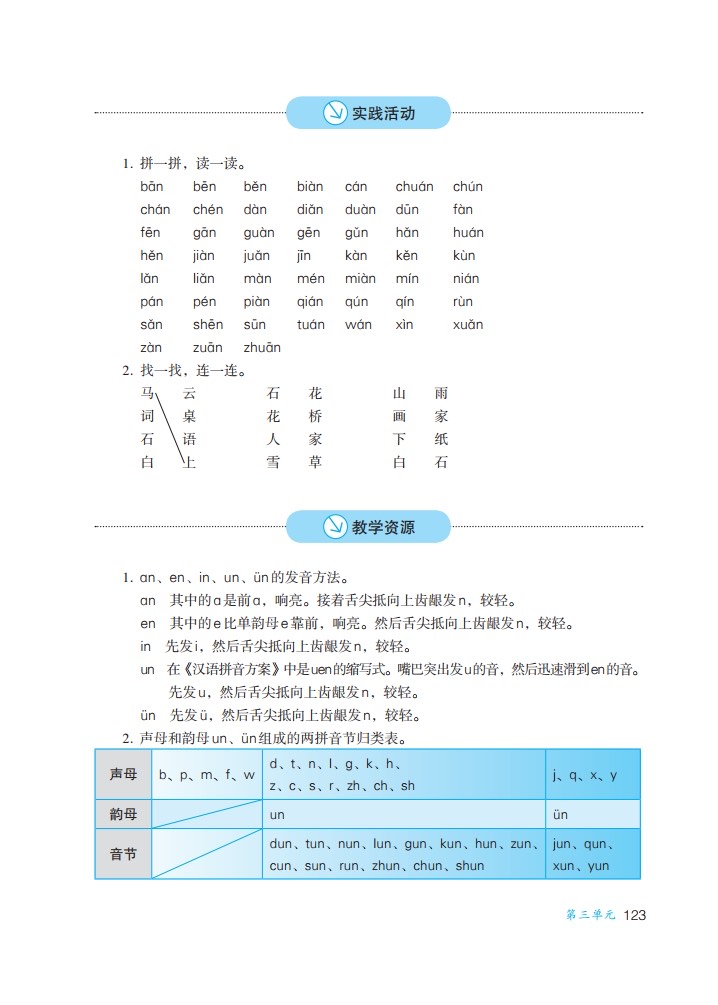 实践活动
1. 拼一拼，读一读。
bān bēn běn biàn cán chuán chún
chán chén dàn diǎn duàn dūn fàn
fēn gān guàn gēn gǔn hǎn huán
hěn jiàn juǎn jīn kàn kěn kùn
lǎn liǎn màn mén miàn mín nián
pán pén piàn qián qún qín rùn
sǎn shēn sūn tuán wán xìn xuǎn
zàn zuān zhuān
2. 找一找，连一连。
马 云 石 花 山 雨
词 桌 花 桥 画 家
石 语 人 家 下 纸
白 上 雪 草 白 石
教学资源
1. an、en、in、un、ün的发音方法。
an 其中的a是前a，响亮。接着舌尖抵向上齿龈发n，较轻。
en 其中的e比单韵母e靠前，响亮。然后舌尖抵向上齿龈发n，较轻。
in 先发i，然后舌尖抵向上齿龈发n，较轻。
un 在《汉语拼音方案》中是uen的缩写式。嘴巴突出发u的音，然后迅速滑到en的音。
先发u，然后舌尖抵向上齿龈发n，较轻。
ün 先发ü，然后舌尖抵向上齿龈发n，较轻。
2. 声母和韵母un、ün组成的两拼音节归类表。
声母 b、p、m、f、w d、t、n、l、g、k、h、 j、q、x、y
z、c、s、r、zh、ch、sh
韵母 un ün
音节 dun、tun、nun、lun、gun、kun、hun、zun、 jun、qun、
cun、sun、run、zhun、chun、shun xun、yun
第三单元 123